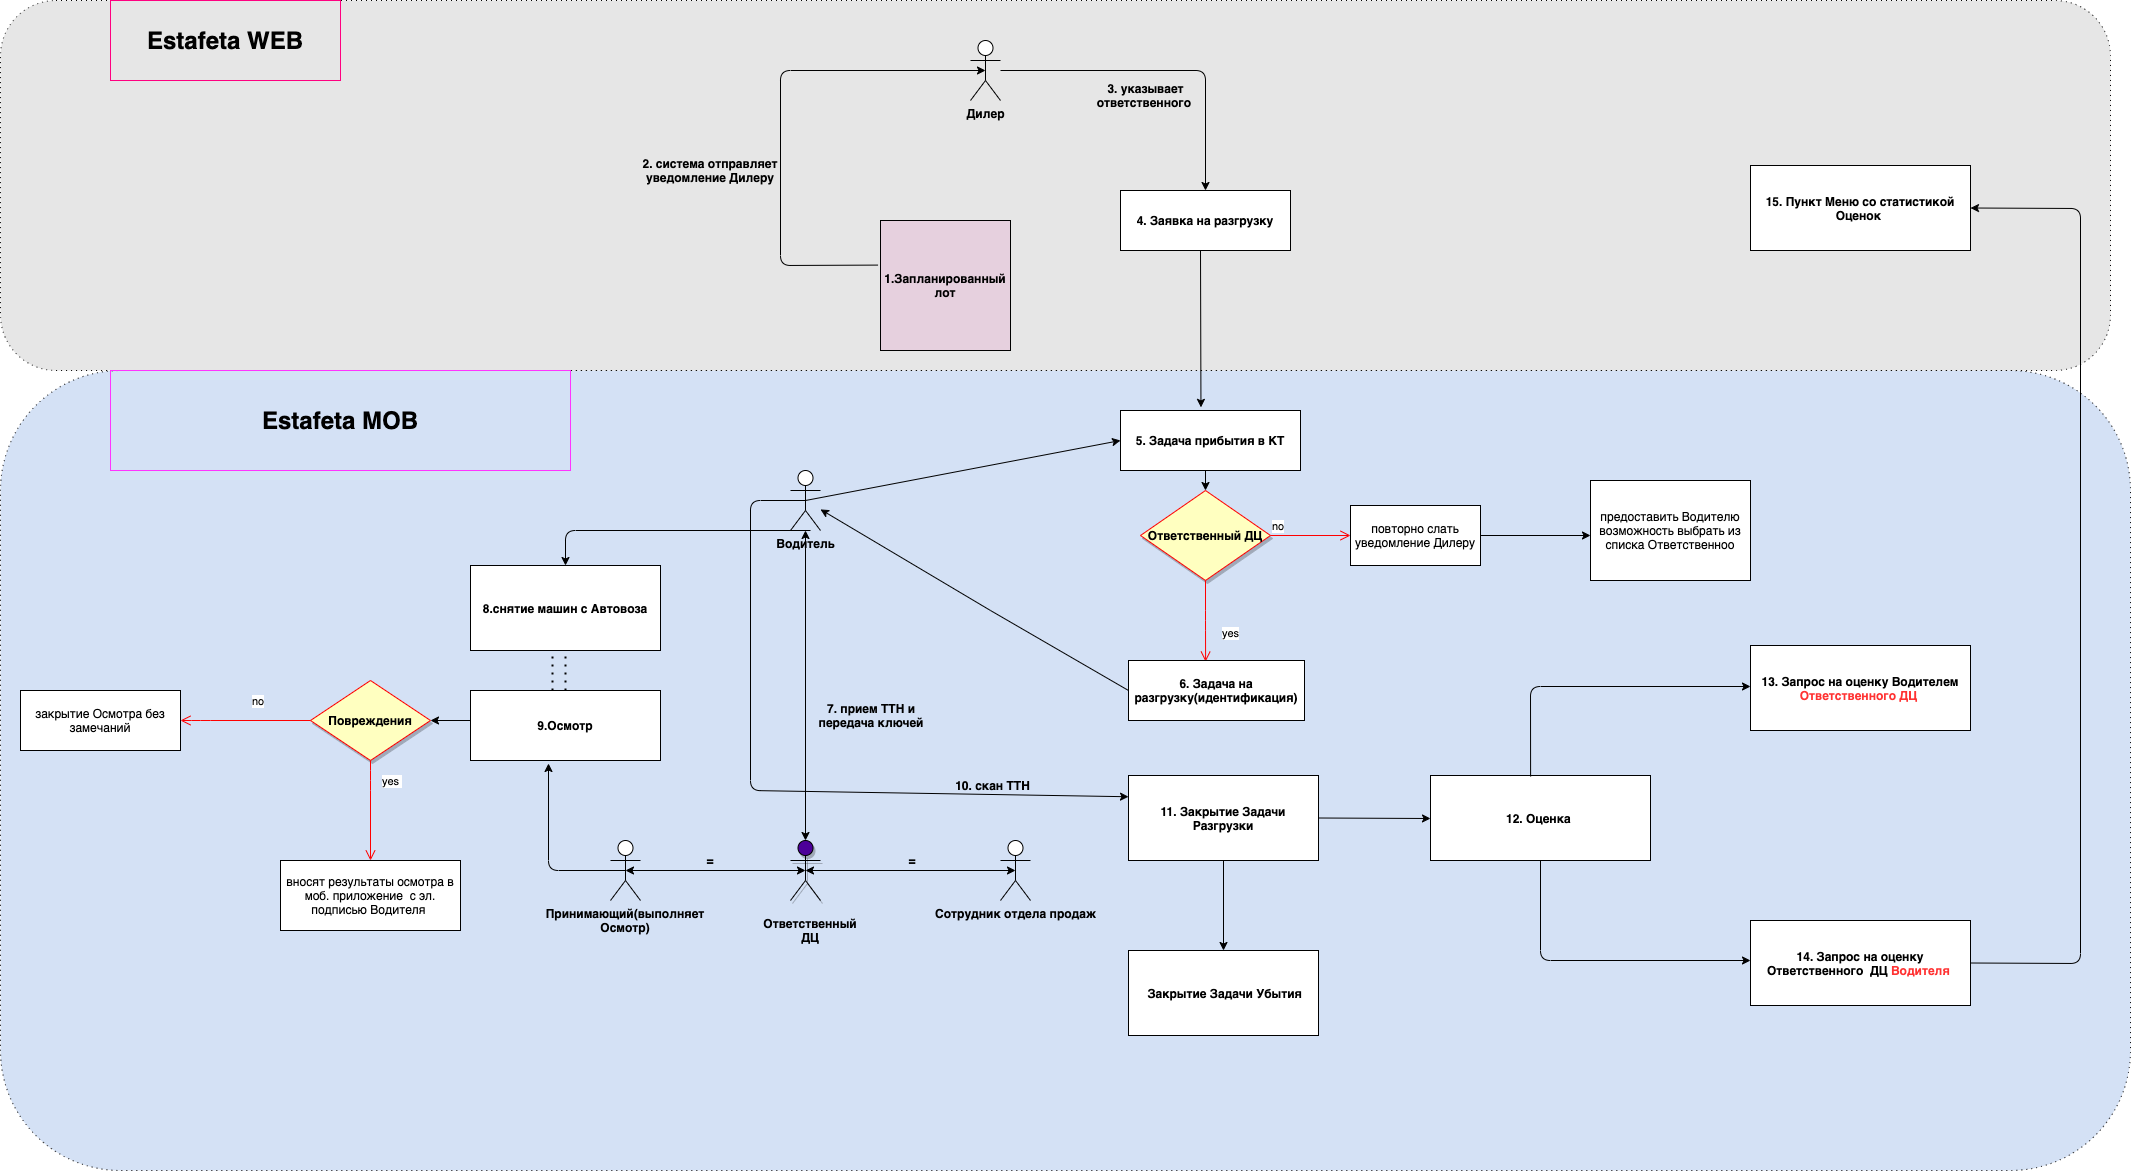 Estafeta WEB
Дилер
3. указывает
ответственного
2. система отправляет
уведомление Дилеру
4. Заявка на разгрузку
15. Пункт Меню со статистикой
Оценок
1.Запланированный
лот
Estafeta MOB
5. Задача прибытия в КТ
Водитель
Ответственный ДЦ
no
повторно слать
уведомление Дилеру
предоставить Водителю
возможность выбрать из
списка Ответственноо
yes
8.снятие машин с Автовоза
6. Задача на
разгрузку(идентификация)
13. Запрос на оценку Водителем
Ответственного ДЦ
закрытие Осмотра без
замечаний
no
Повреждения
9.Осмотр
7. прием ТТН и
передача ключей
yes
10. скан ТТН
11. Закрытие Задачи
Разгрузки
12. Оценка
=
=
вносят результаты осмотра в
моб. приложение с эл.
подписью Водителя
Принимающий(выполняет
Осмотр)
Ответственный
ДЦ
Сотрудник отдела продаж
14. Запрос на оценку
Ответственного ДЦ Водителя
Закрытие Задачи Убытия